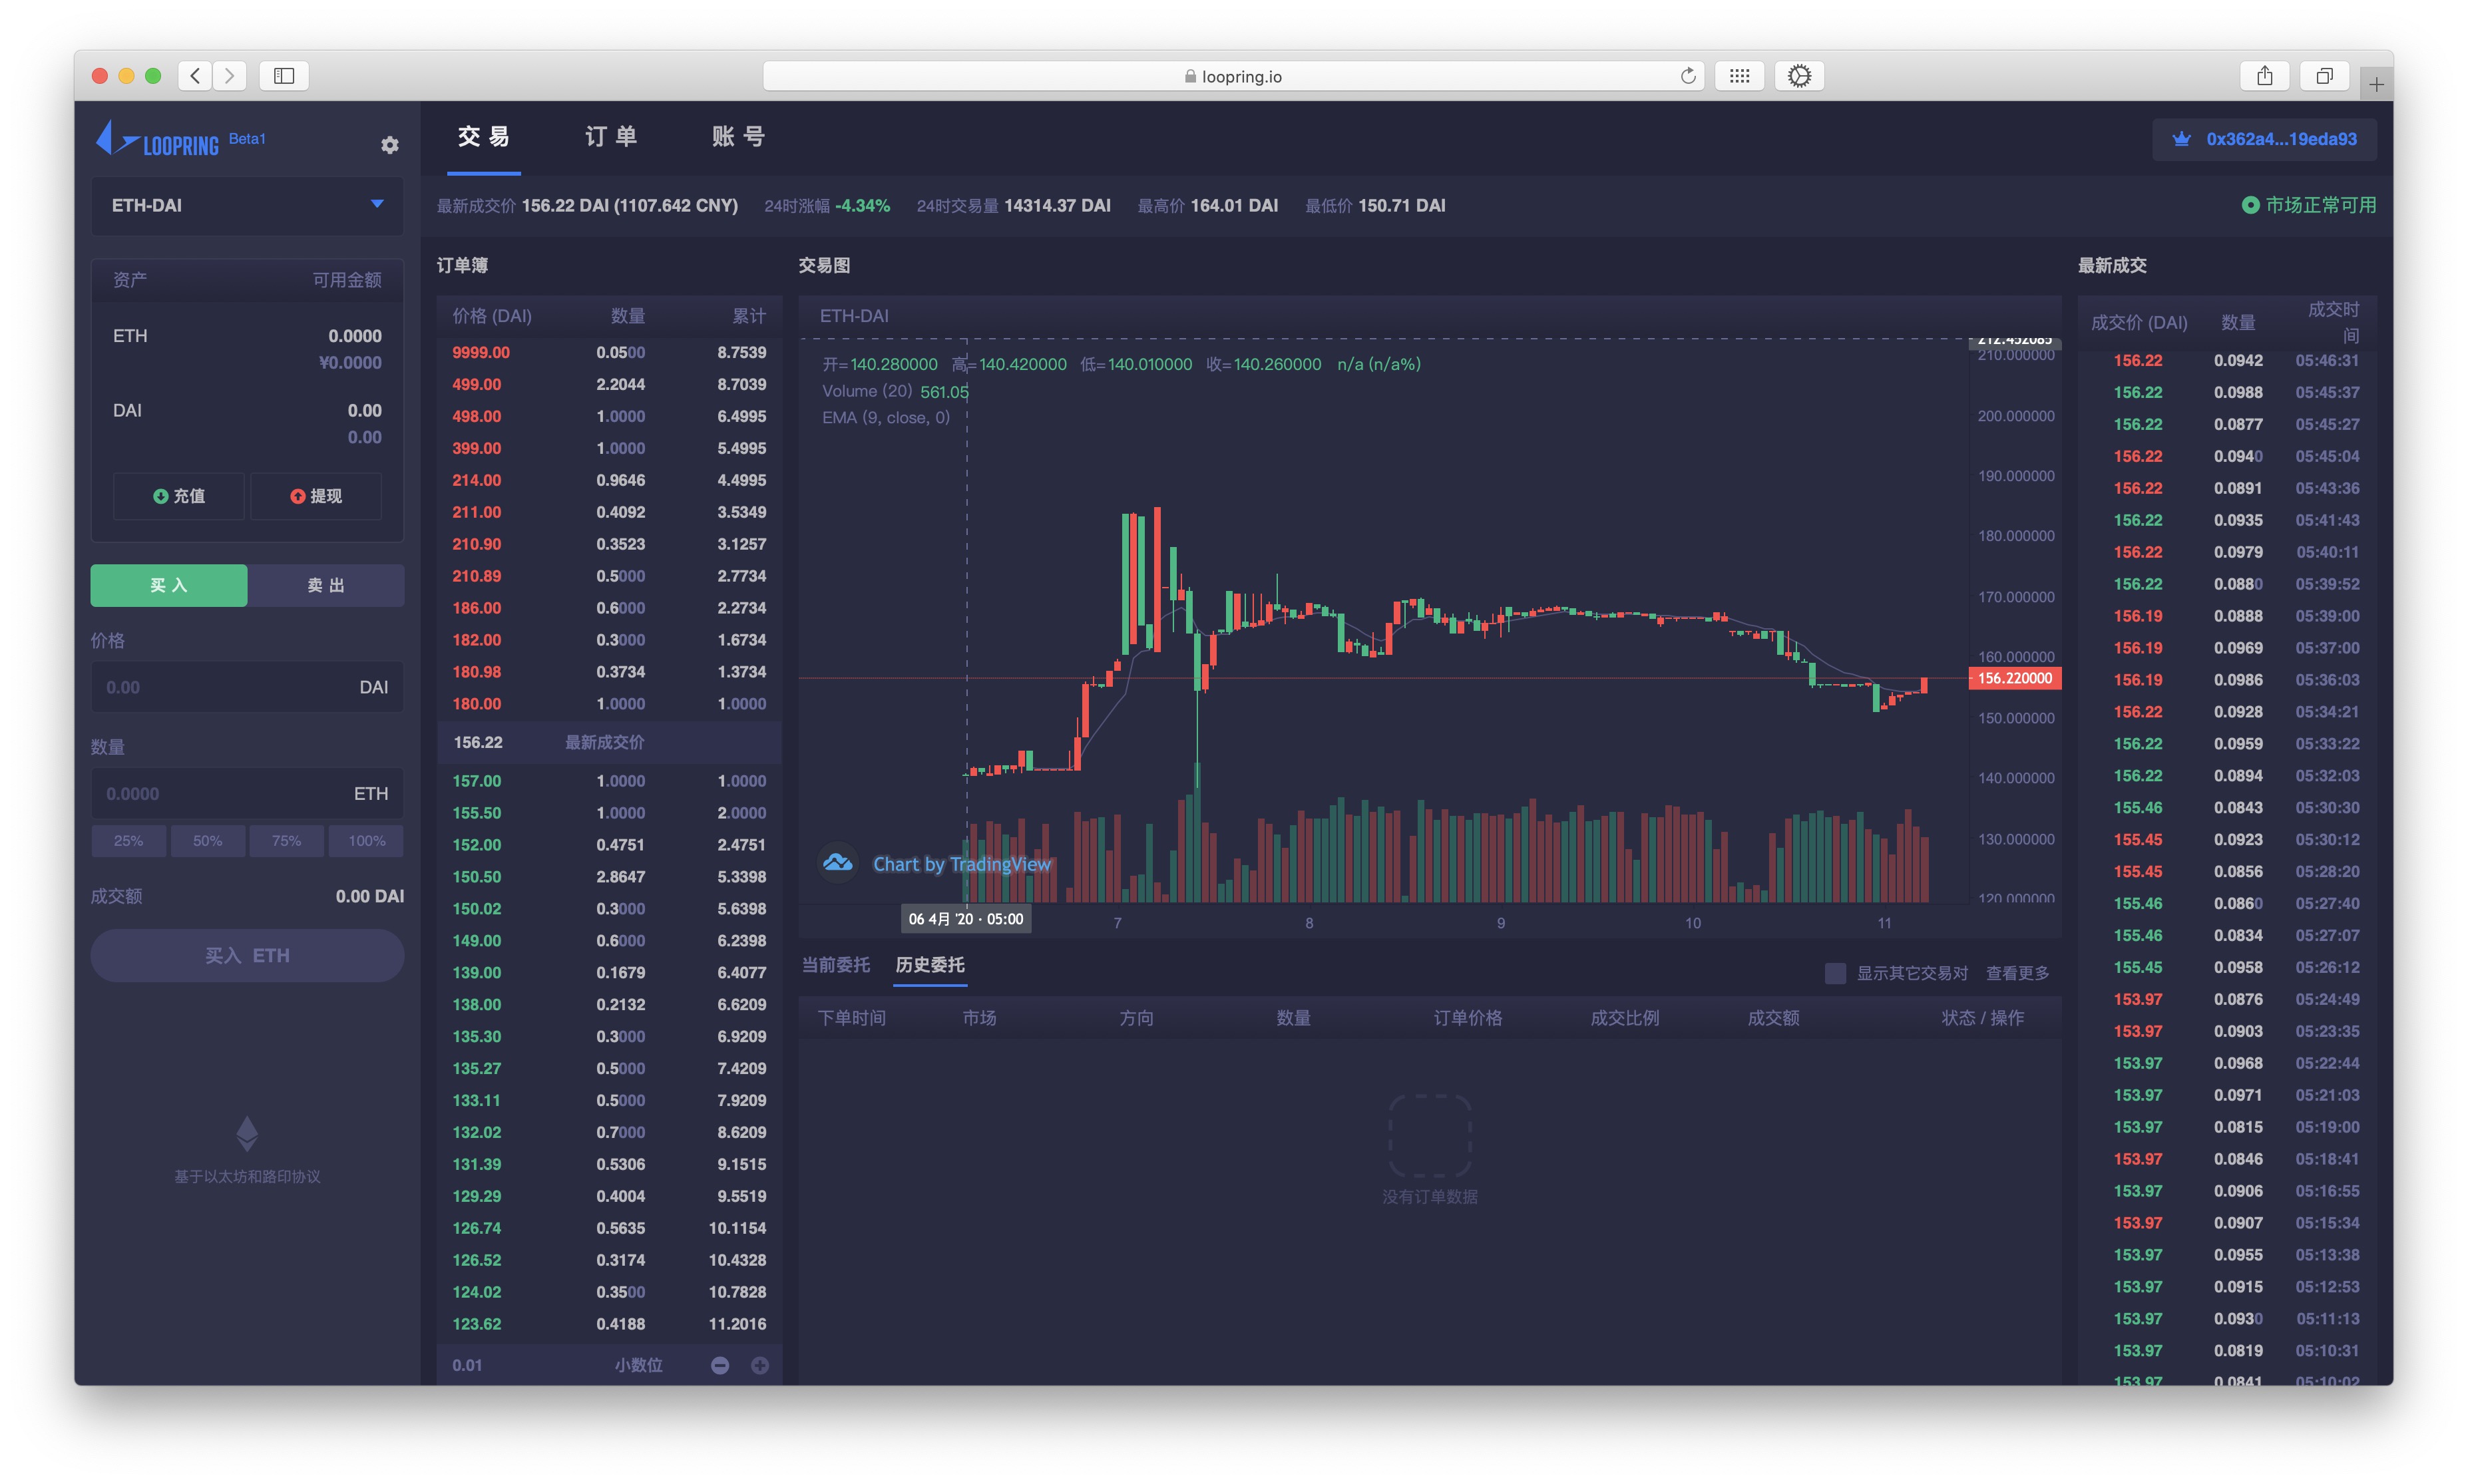 loopring.io
LOOPRING Beta1
交易 订单 账号
0x362a4...19eda93
ETH-DAI
最新成交价 156.22 DAI (1107.642 CNY) 24时涨幅 -4.34% 24时交易量 14314.37 DAI 最高价 164.01 DAI 最低价 150.71 DAI
市场正常可用
资产 可用金额
ETH 0.0000
¥0.0000
DAI 0.00
0.00
充值 提现
买入 卖出
价格
0.00 DAI
数量
0.0000 ETH
25% 50% 75% 100%
成交额 0.00 DAI
买入 ETH
基于以太坊和路印协议
订单簿
价格 (DAI) 数量 累计
9999.00 0.0500 8.7539
499.00 2.2044 8.7039
498.00 1.0000 6.4995
399.00 1.0000 5.4995
214.00 0.9646 4.4995
211.00 0.4092 3.5349
210.90 0.3523 3.1257
210.89 0.5000 2.7734
186.00 0.6000 2.2734
182.00 0.3000 1.6734
180.98 0.3734 1.3734
180.00 1.0000 1.0000
156.22 最新成交价
157.00 1.0000 1.0000
155.50 1.0000 2.0000
152.00 0.4751 2.4751
150.50 2.8647 5.3398
150.02 0.3000 5.6398
149.00 0.6000 6.2398
139.00 0.1679 6.4077
138.00 0.2132 6.6209
135.30 0.3000 6.9209
135.27 0.5000 7.4209
133.11 0.5000 7.9209
132.02 0.7000 8.6209
131.39 0.5306 9.1515
129.29 0.4004 9.5519
126.74 0.5635 10.1154
126.52 0.3174 10.4328
124.02 0.3500 10.7828
123.62 0.4188 11.2016
0.01 小数位
交易图
ETH-DAI
开=140.280000 高=140.420000 低=140.010000 收=140.260000 n/a (n/a%)
Volume (20) 561.05
EMA (9, close, 0)
212.452085
210.000000
200.000000
190.000000
180.000000
170.000000
160.000000
156.220000
150.000000
140.000000
130.000000
120.000000
Chart by TradingView
06 4月 '20 · 05:00 7 8 9 10 11
当前委托 历史委托
显示其它交易对 查看更多
下单时间 市场 方向 数量 订单价格 成交比例 成交额 状态 / 操作
没有订单数据
最新成交
成交价 (DAI) 数量 成交时间
156.22 0.0942 05:46:31
156.22 0.0988 05:45:37
156.22 0.0877 05:45:27
156.22 0.0940 05:45:04
156.22 0.0891 05:43:36
156.22 0.0935 05:41:43
156.22 0.0979 05:40:11
156.22 0.0880 05:39:52
156.19 0.0888 05:39:00
156.19 0.0969 05:37:00
156.19 0.0986 05:36:03
156.22 0.0928 05:34:21
156.22 0.0959 05:33:22
156.22 0.0894 05:32:03
155.46 0.0843 05:30:30
155.45 0.0923 05:30:12
155.45 0.0856 05:28:20
155.46 0.0860 05:27:40
155.46 0.0834 05:27:07
155.45 0.0958 05:26:12
153.97 0.0876 05:24:49
153.97 0.0903 05:23:35
153.97 0.0968 05:22:44
153.97 0.0971 05:21:03
153.97 0.0815 05:19:00
153.97 0.0846 05:18:41
153.97 0.0906 05:16:55
153.97 0.0907 05:15:34
153.97 0.0955 05:13:38
153.97 0.0915 05:12:53
153.97 0.0930 05:11:13
153.97 0.0819 05:10:31
153.97 0.0841 05:10:02